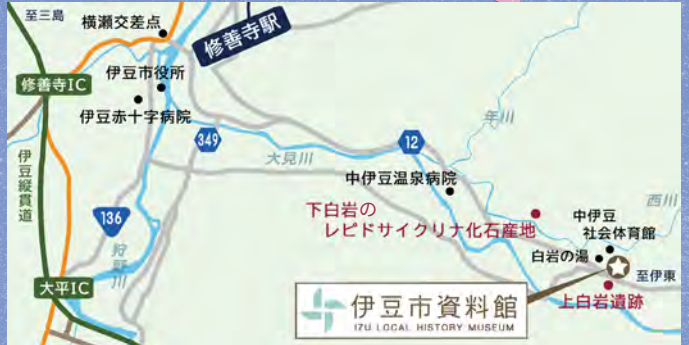 至三島
横瀬交差点
修善寺駅
伊豆市役所
修善寺IC
伊豆赤十字病院
年川
349
12
大見川
伊豆縦貫道
中伊豆温泉病院
西川
下白岩の
レピドサイクリナ化石産地
136
中伊豆
社会体育館
狩野川
白岩の湯
至伊東
大平IC
上白岩遺跡
伊豆市資料館
IZU LOCAL HISTORY MUSEUM